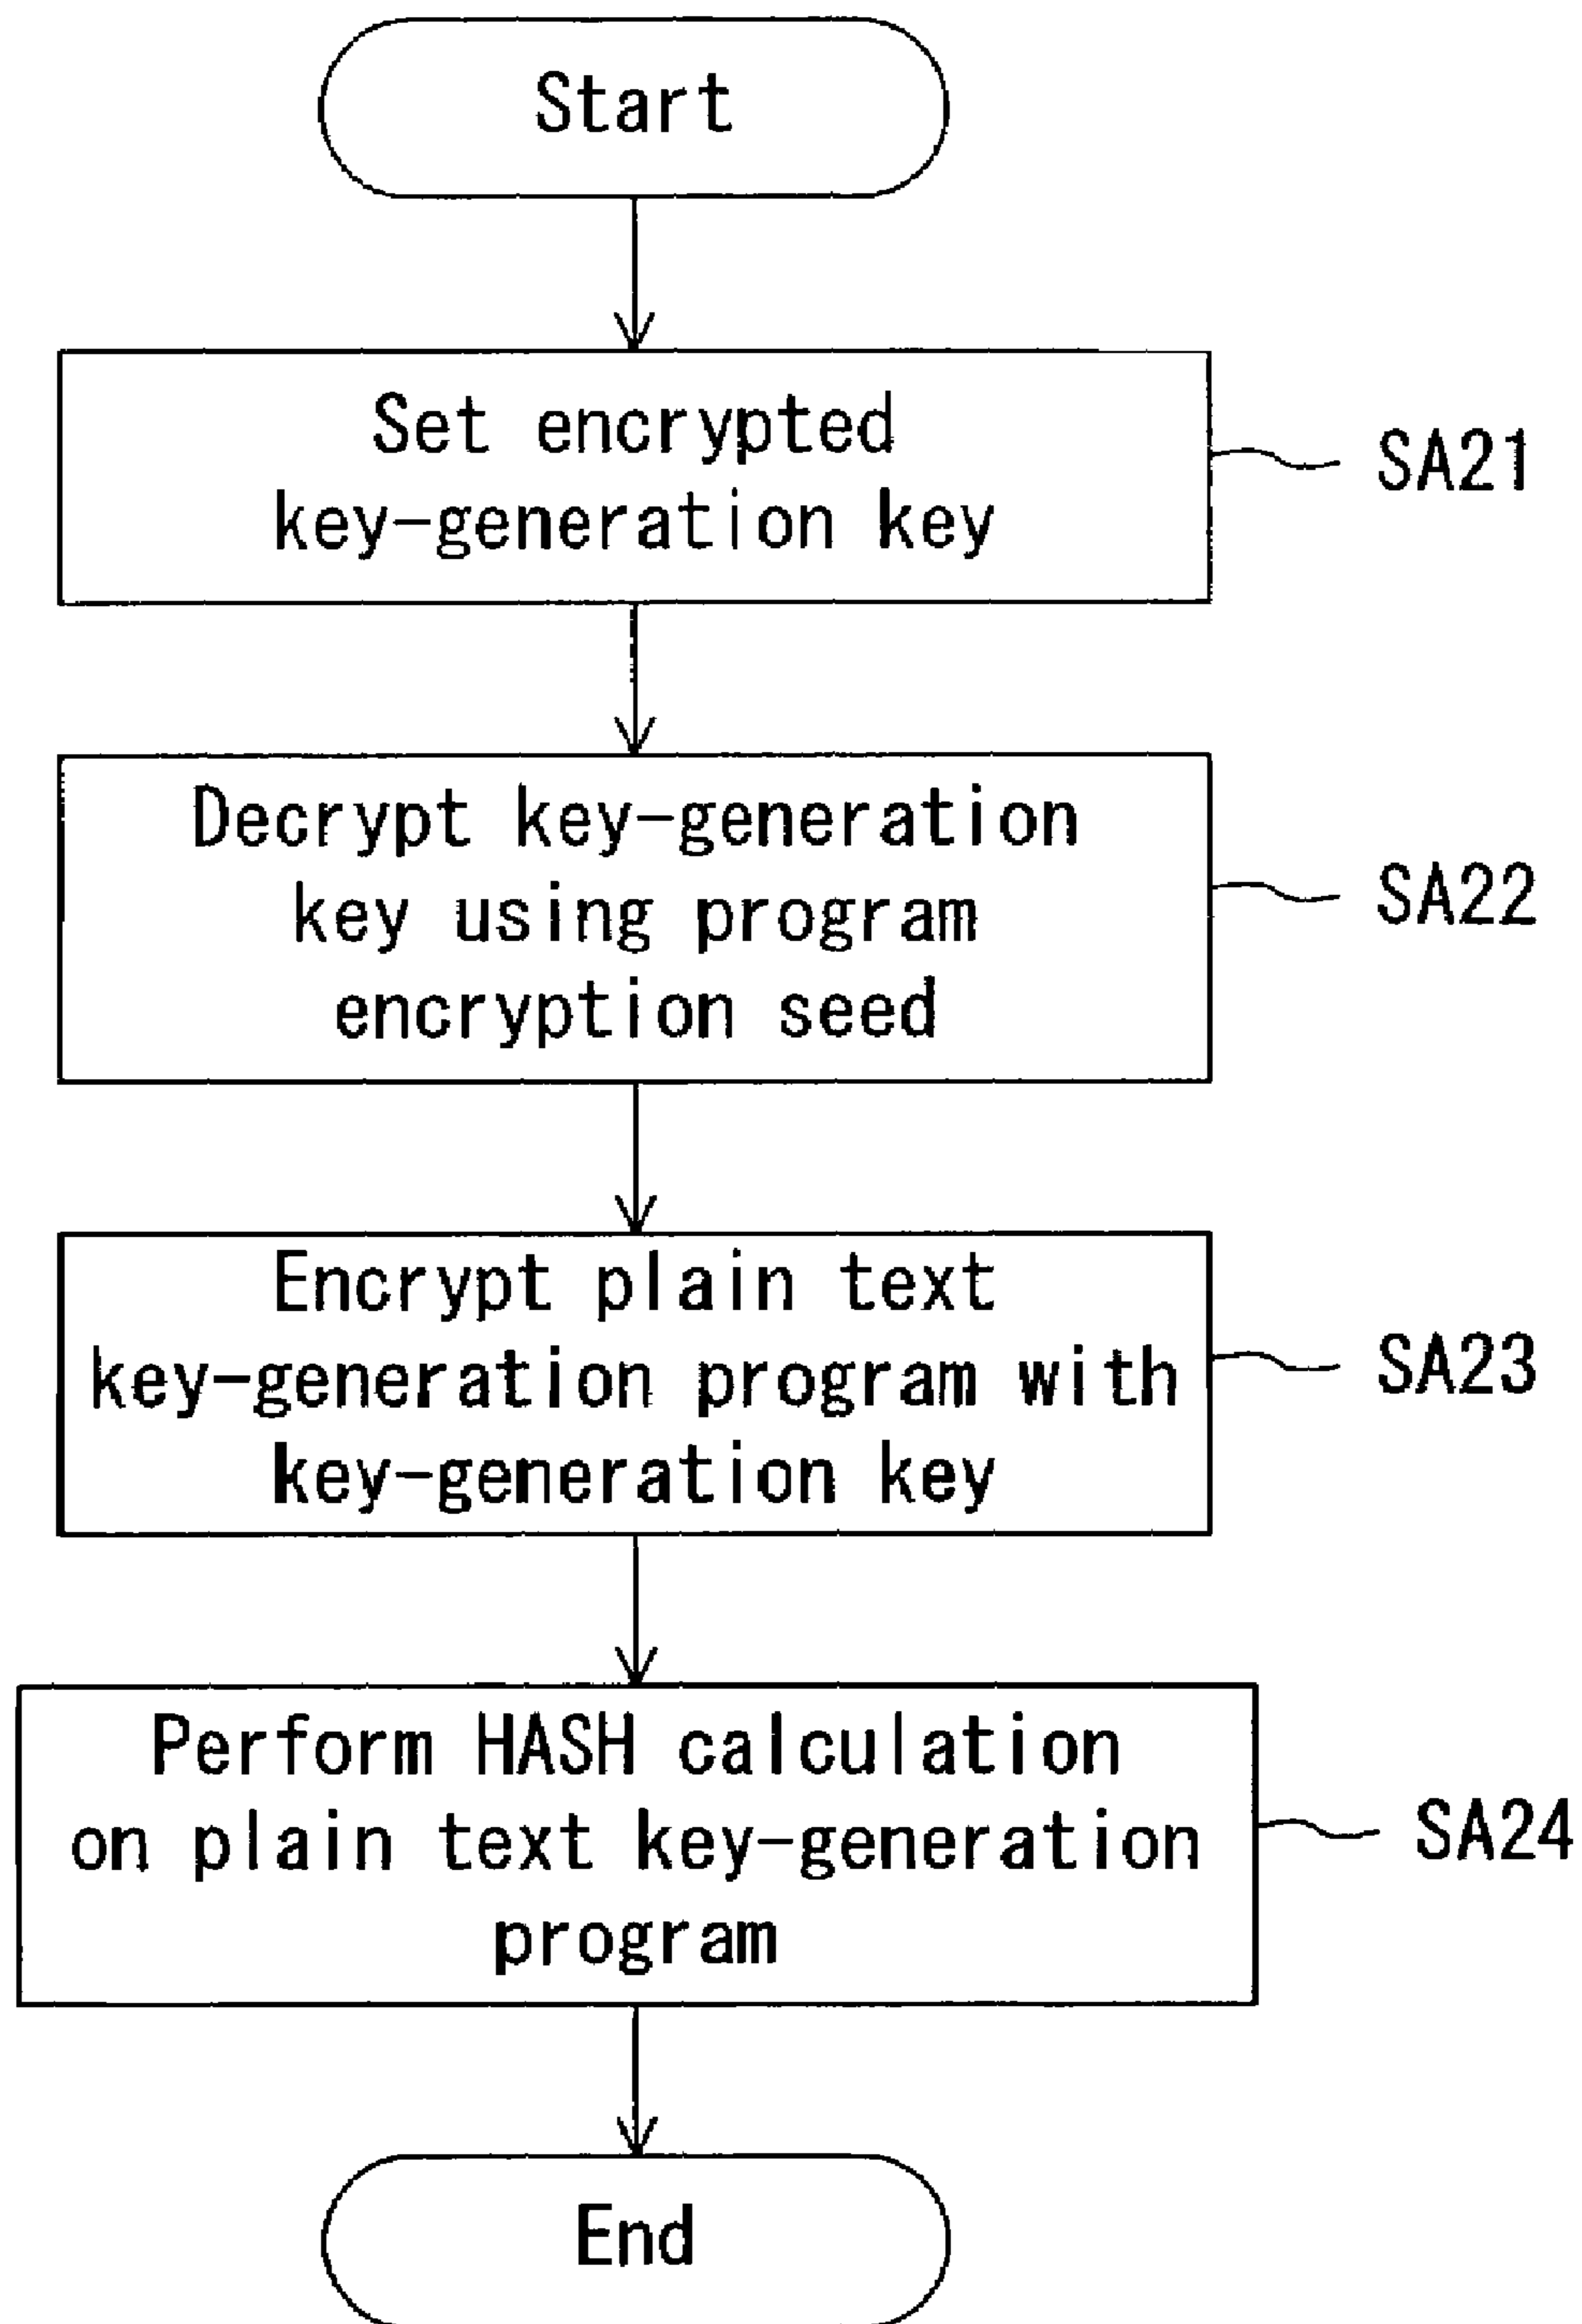 Start
Set encrypted
key-generation key
SA21
Decrypt key-generation
key using program
encryption seed
SA22
Encrypt plain text
key-generation program with
key-generation key
SA23
Perform HASH calculation
on plain text key-generation
program
SA24
End